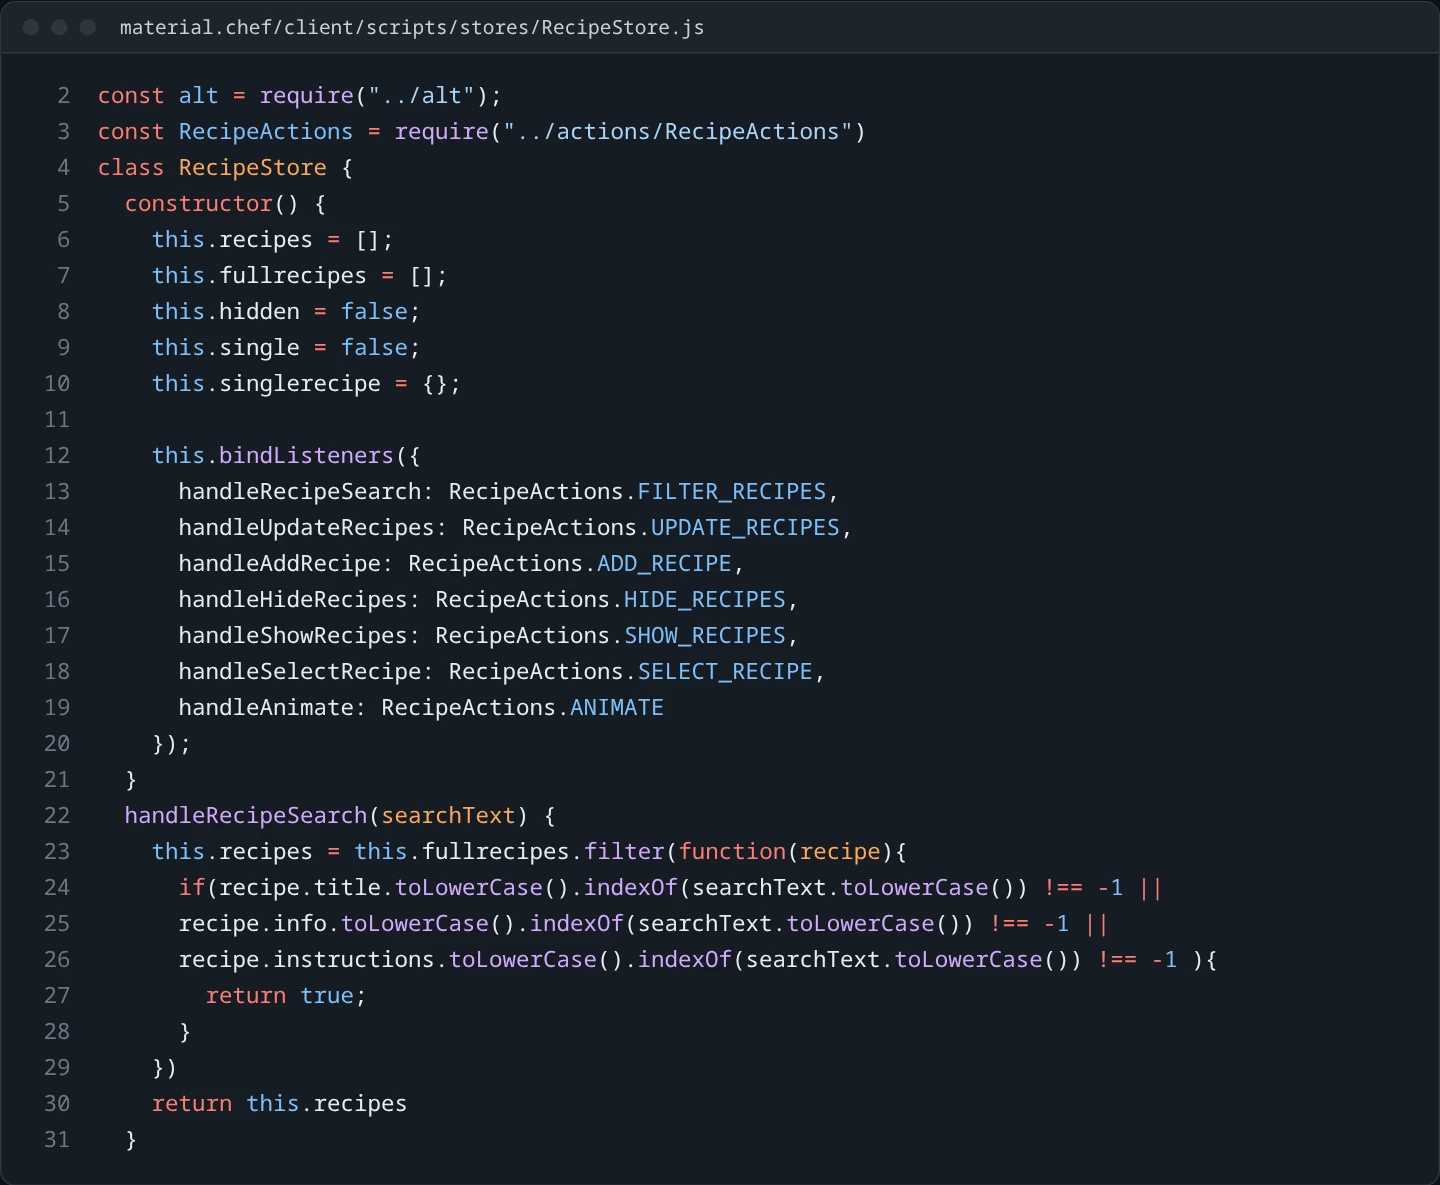 material.chef/client/scripts/stores/RecipeStore.js
2 const alt = require("../alt");
3 const RecipeActions = require("../actions/RecipeActions")
4 class RecipeStore {
5   constructor() {
6     this.recipes = [];
7     this.fullrecipes = [];
8     this.hidden = false;
9     this.single = false;
10     this.singlerecipe = {};
11
12     this.bindListeners({
13       handleRecipeSearch: RecipeActions.FILTER_RECIPES,
14       handleUpdateRecipes: RecipeActions.UPDATE_RECIPES,
15       handleAddRecipe: RecipeActions.ADD_RECIPE,
16       handleHideRecipes: RecipeActions.HIDE_RECIPES,
17       handleShowRecipes: RecipeActions.SHOW_RECIPES,
18       handleSelectRecipe: RecipeActions.SELECT_RECIPE,
19       handleAnimate: RecipeActions.ANIMATE
20     });
21   }
22   handleRecipeSearch(searchText) {
23     this.recipes = this.fullrecipes.filter(function(recipe){
24       if(recipe.title.toLowerCase().indexOf(searchText.toLowerCase()) !== -1 ||
25       recipe.info.toLowerCase().indexOf(searchText.toLowerCase()) !== -1 ||
26       recipe.instructions.toLowerCase().indexOf(searchText.toLowerCase()) !== -1 ){
27         return true;
28       }
29     })
30     return this.recipes
31   }